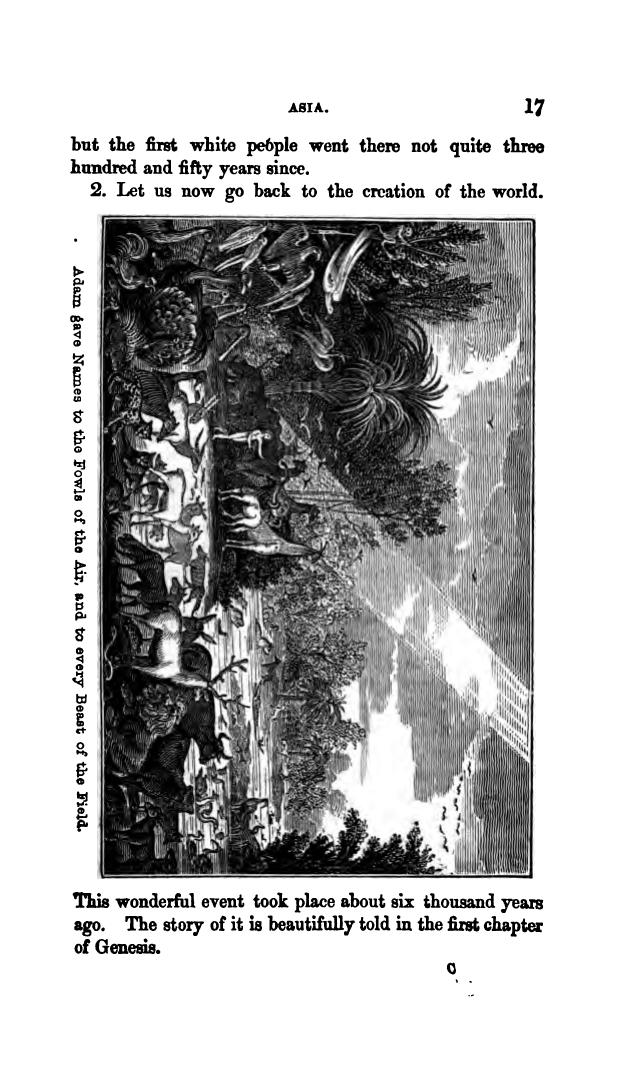 ASIA. 17
but the first white people went there not quite three
hundred and fifty years since.
2. Let us now go back to the creation of the world.
Adam gave Names to the Fowls of the Air, and to every Beast of the Field.
This wonderful event took place about six thousand years
ago. The story of it is beautifully told in the first chapter
of Genesis.
C